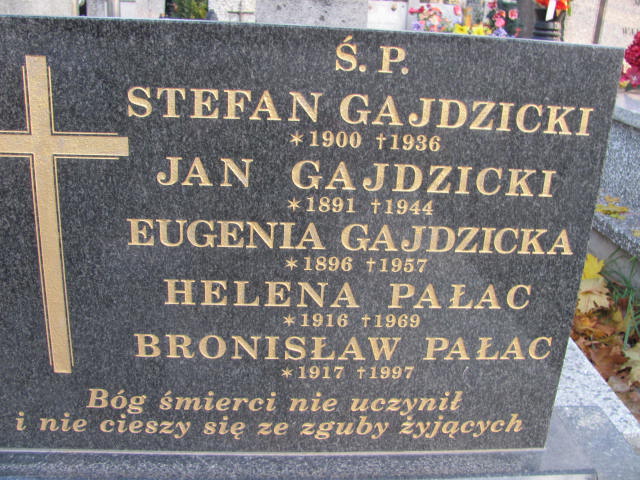 Ś. P.
STEFAN GAJDZICKI
*1900 †1936
JAN GAJDZICKI
*1891 †1944
EUGENIA GAJDZICKA
*1896 †1957
HELENA PAŁAC
*1916 †1969
BRONISŁAW PAŁAC
*1917 †1997
Bóg śmierci nie uczynił
i nie cieszy się ze zguby żyjących